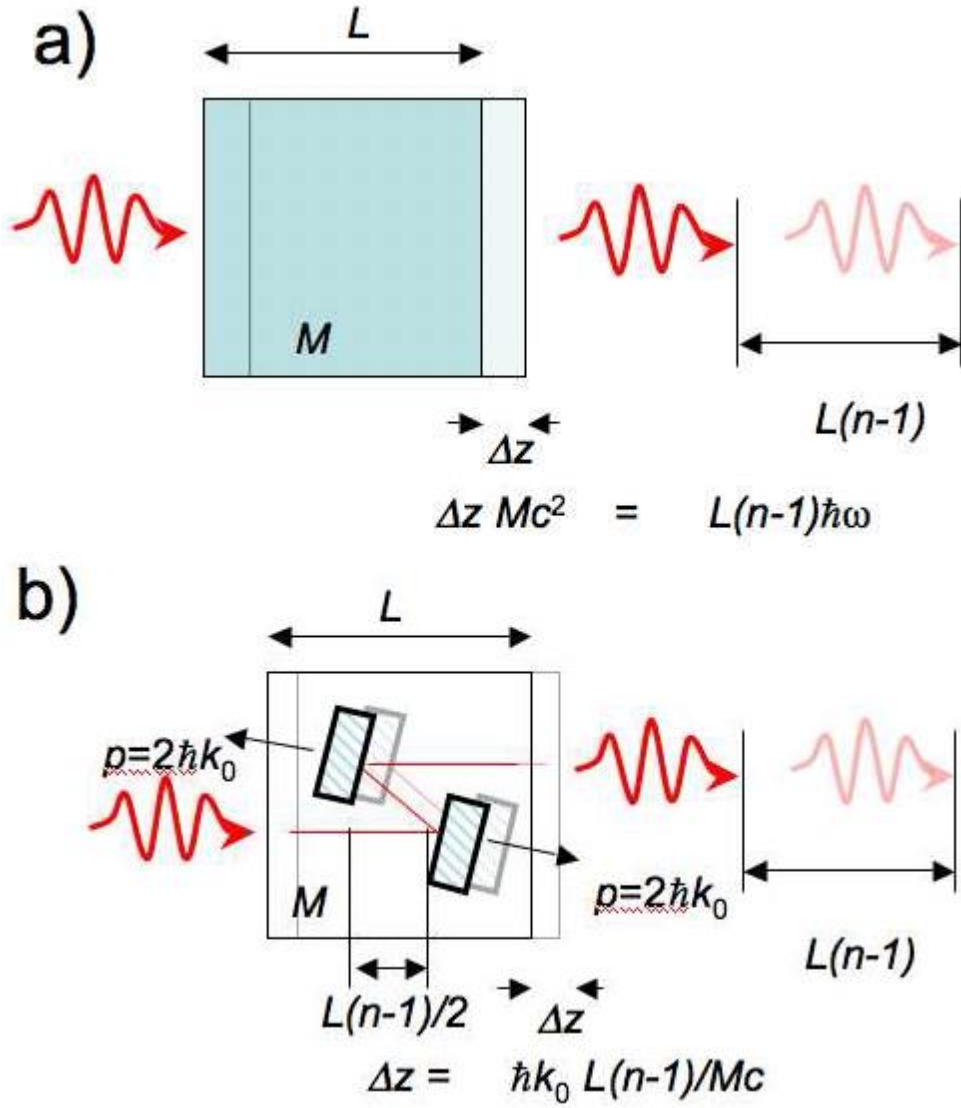 a)
L
M
L(n-1)
Δz
Δz Mc² = L(n-1)ħω
b)
L
p=2ħk₀
M
p=2ħk₀
L(n-1)
L(n-1)/2
Δz
Δz = ħk₀ L(n-1)/Mc